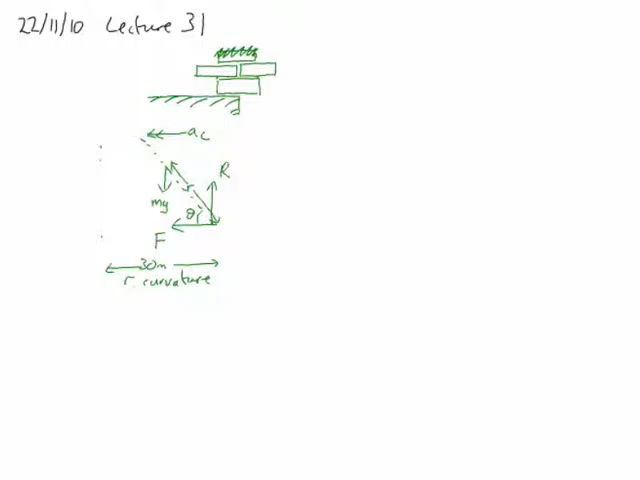 22/11/10 Lecture 31
ac
R
r
mg
θ
F
30m
r curvature